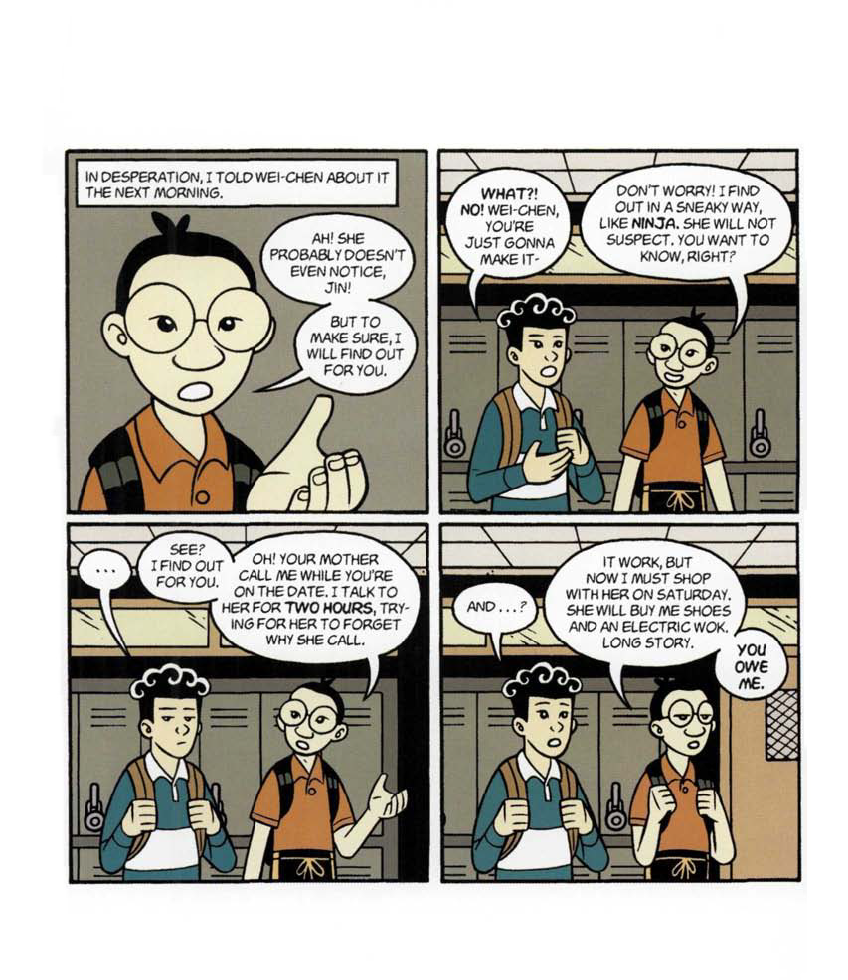 IN DESPERATION, I TOLD WEI-CHEN ABOUT IT
THE NEXT MORNING.
AH! SHE
PROBABLY DOESN'T
EVEN NOTICE,
JIN!
BUT TO
MAKE SURE, I
WILL FIND OUT
FOR YOU.
WHAT?!
NO! WEI-CHEN,
YOU'RE
JUST GONNA
MAKE IT-
DON'T WORRY! I FIND
OUT IN A SNEAKY WAY,
LIKE NINJA. SHE WILL NOT
SUSPECT. YOU WANT TO
KNOW, RIGHT?
...
SEE?
I FIND OUT
FOR YOU.
OH! YOUR MOTHER
CALL ME WHILE YOU'RE
ON THE DATE. I TALK TO
HER FOR TWO HOURS, TRY-
ING FOR HER TO FORGET
WHY SHE CALL.
AND...?
IT WORK, BUT
NOW I MUST SHOP
WITH HER ON SATURDAY.
SHE WILL BUY ME SHOES
AND AN ELECTRIC WOK.
LONG STORY.
YOU
OWE
ME.